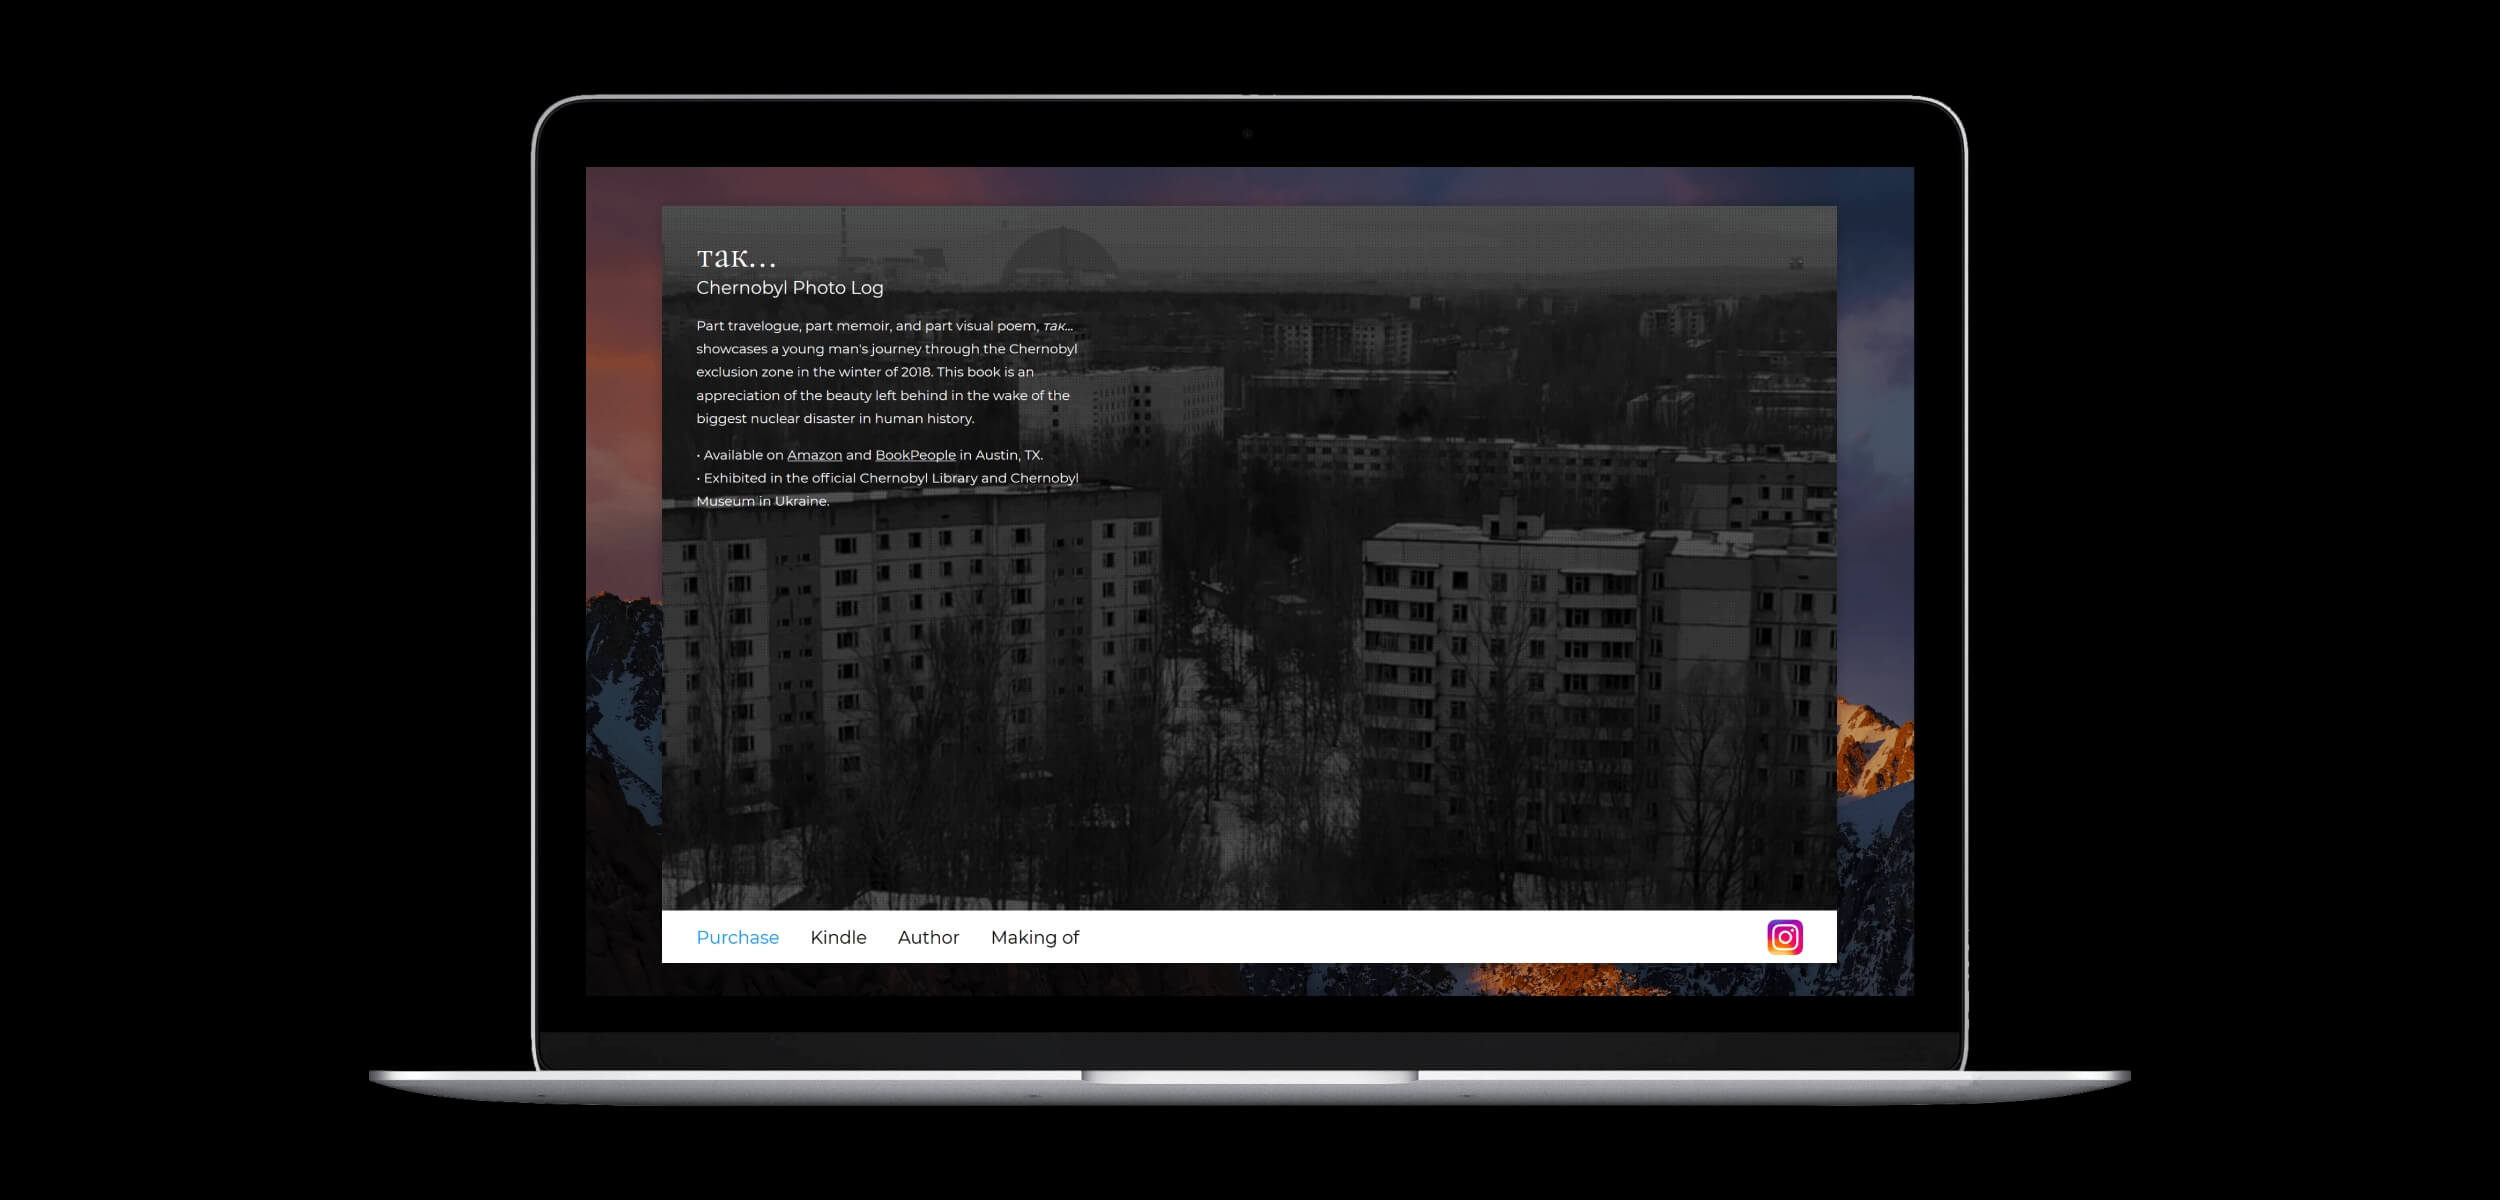 так...
Chernobyl Photo Log
Part travelogue, part memoir, and part visual poem, так...
showcases a young man's journey through the Chernobyl
exclusion zone in the winter of 2018. This book is an
appreciation of the beauty left behind in the wake of the
biggest nuclear disaster in human history.
• Available on Amazon and BookPeople in Austin, TX.
• Exhibited in the official Chernobyl Library and Chernobyl
Museum in Ukraine.
Purchase Kindle Author Making of